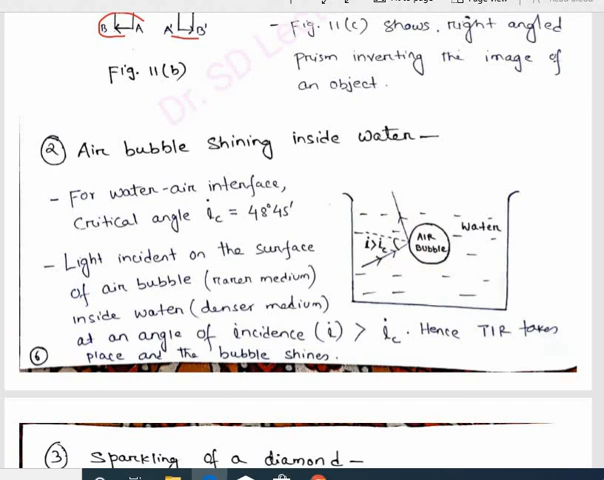 B A A' B'
Fig. 11(b)
- Fig. 11(c) shows, right angled
Prism inventing the image of
an object.
Dr. SD
② Air bubble shining inside water—
- For water-air interface,
Critical angle ic = 48°45'
- Light incident on the surface
of air bubble (rarer medium)
inside water (denser medium)
at an angle of incidence (i) > ic. Hence TIR takes
place and the bubble shines.
i>ic
AIR
BUBBLE
Water
⑥
③ Sparkling of a diamond—